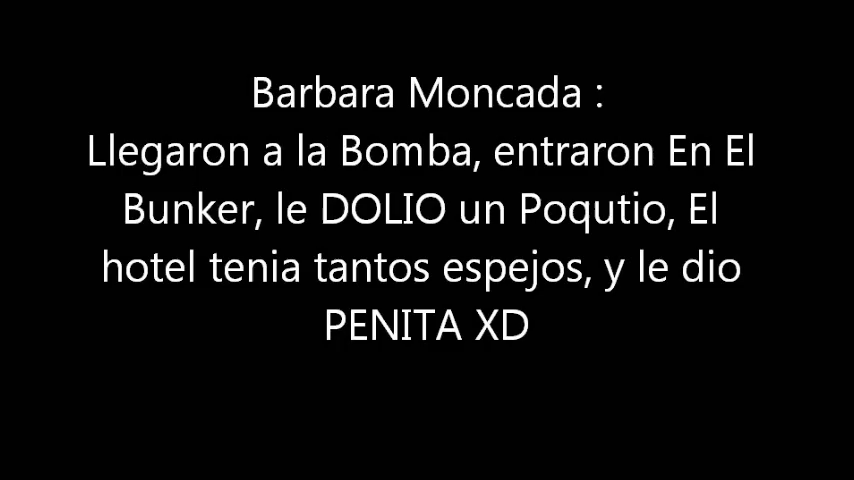 Barbara Moncada :
Llegaron a la Bomba, entraron En El
Bunker, le DOLIO un Poqutio, El
hotel tenia tantos espejos, y le dio
PENITA XD